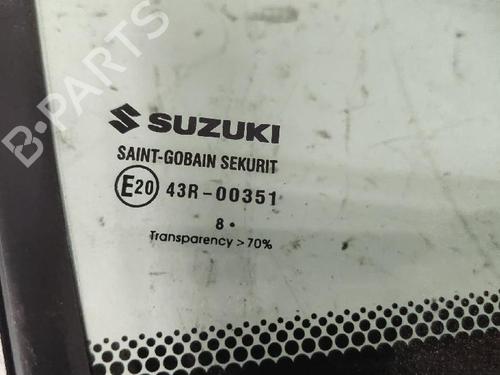 B-PARTS
SUZUKI
SAINT-GOBAIN SEKURIT
E20 43R-00351
8 •
Transparency > 70%